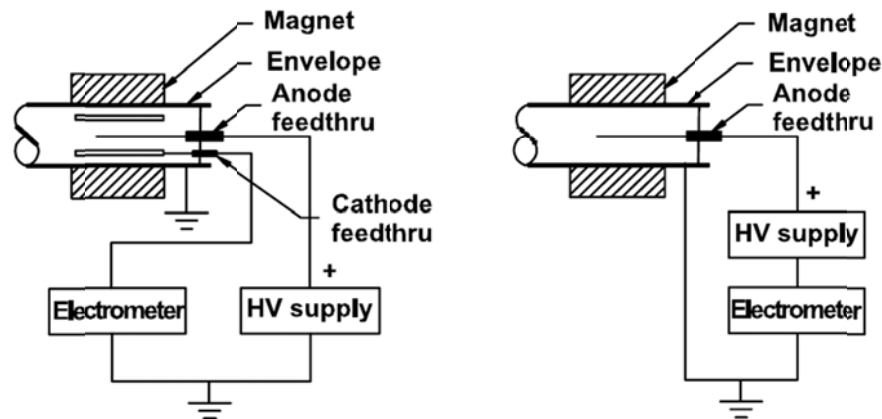 Magnet
Envelope
Anode
feedthru
Cathode
feedthru
+
Electrometer
HV supply
Magnet
Envelope
Anode
feedthru
+
HV supply
Electrometer